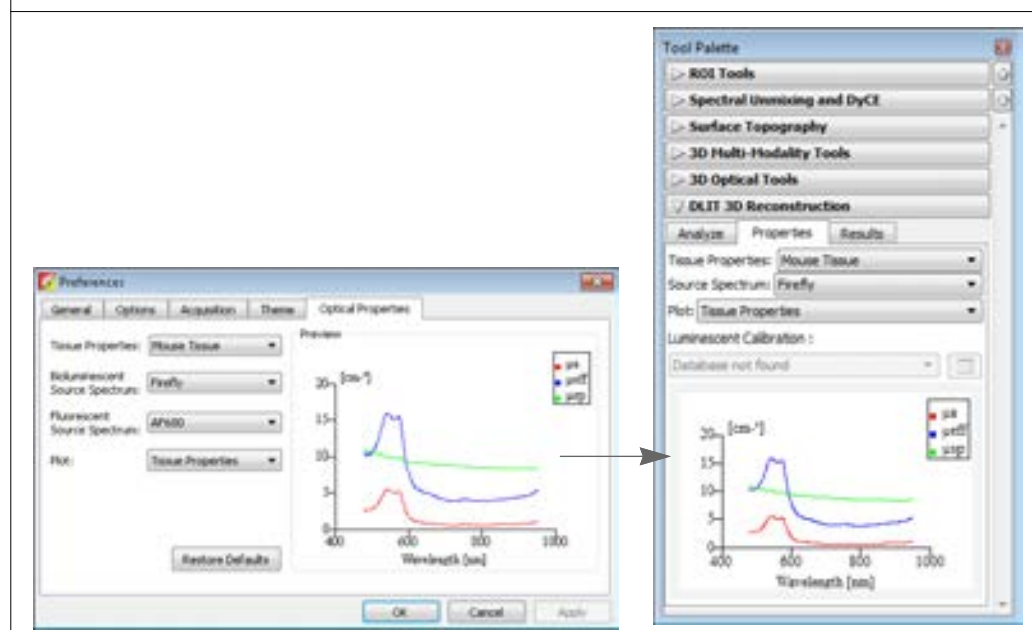 Preferences
General Options Acquisition Theme Optical Properties
Tissue Properties: Mouse Tissue
Bioluminescent
Source Spectrum: Firefly
Fluorescent
Source Spectrum: AF680
Plot: Tissue Properties
Restore Defaults
Preview
[cm-¹]
μa
μeff
μsp
20
15
10
5
0
400 600 800 1000
Wavelength [nm]
OK Cancel Apply
Tool Palette
ROI Tools
Spectral Unmixing and DyCE
Surface Topography
3D Multi-Modality Tools
3D Optical Tools
DLIT 3D Reconstruction
Analyze Properties Results
Tissue Properties: Mouse Tissue
Source Spectrum: Firefly
Plot: Tissue Properties
Luminescent Calibration :
Database not found
[cm-¹]
μa
μeff
μsp
20
15
10
5
0
400 600 800 1000
Wavelength [nm]